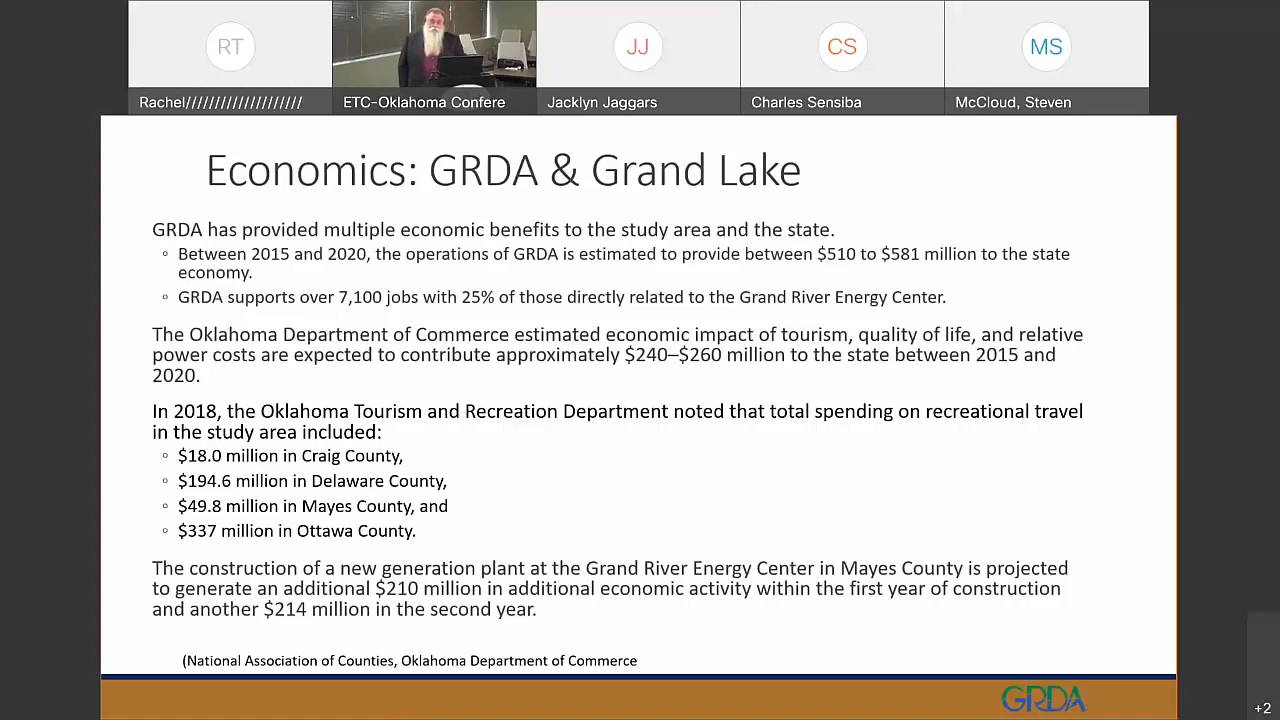 RT
JJ
CS
MS
Rachel////////////////////
ETC-Oklahoma Confere
Jacklyn Jaggars
Charles Sensiba
McCloud, Steven
Economics: GRDA & Grand Lake
GRDA has provided multiple economic benefits to the study area and the state.
◦ Between 2015 and 2020, the operations of GRDA is estimated to provide between $510 to $581 million to the state
economy.
◦ GRDA supports over 7,100 jobs with 25% of those directly related to the Grand River Energy Center.
The Oklahoma Department of Commerce estimated economic impact of tourism, quality of life, and relative
power costs are expected to contribute approximately $240–$260 million to the state between 2015 and
2020.
In 2018, the Oklahoma Tourism and Recreation Department noted that total spending on recreational travel
in the study area included:
◦ $18.0 million in Craig County,
◦ $194.6 million in Delaware County,
◦ $49.8 million in Mayes County, and
◦ $337 million in Ottawa County.
The construction of a new generation plant at the Grand River Energy Center in Mayes County is projected
to generate an additional $210 million in additional economic activity within the first year of construction
and another $214 million in the second year.
(National Association of Counties, Oklahoma Department of Commerce
GRDA
+2